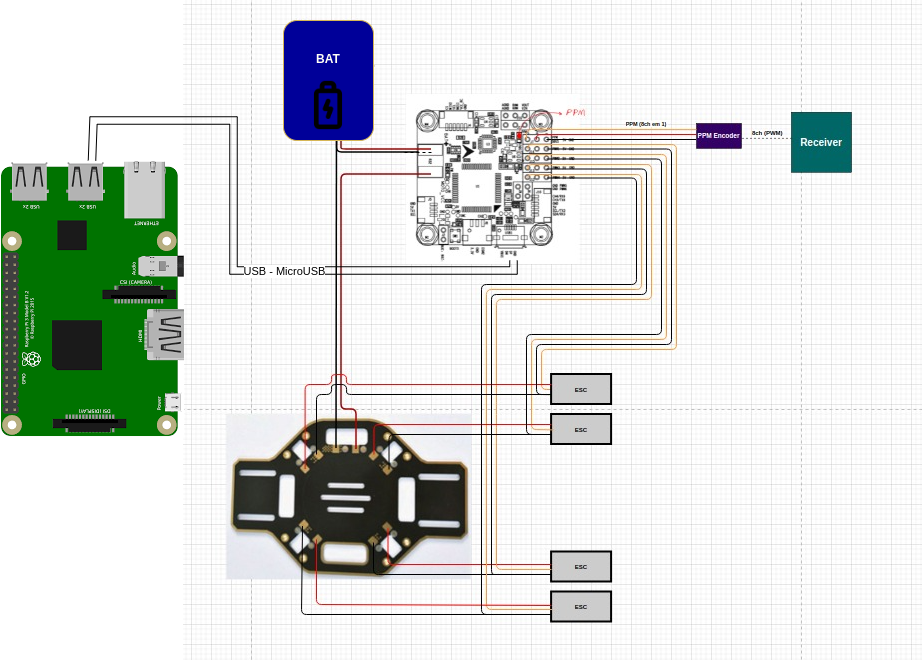 BAT
PPM
PPM (8ch em 1)
PPM Encoder
8ch (PWM)
Receiver
USB 2x
USB 2x
ETHERNET
Audio
CSI (CAMERA)
HDMI
Raspberry Pi 3 Model B V1.2
© Raspberry Pi 2015
GPIO
Power
DSI (DISPLAY)
USB - MicroUSB
ESC
ESC
ESC
ESC